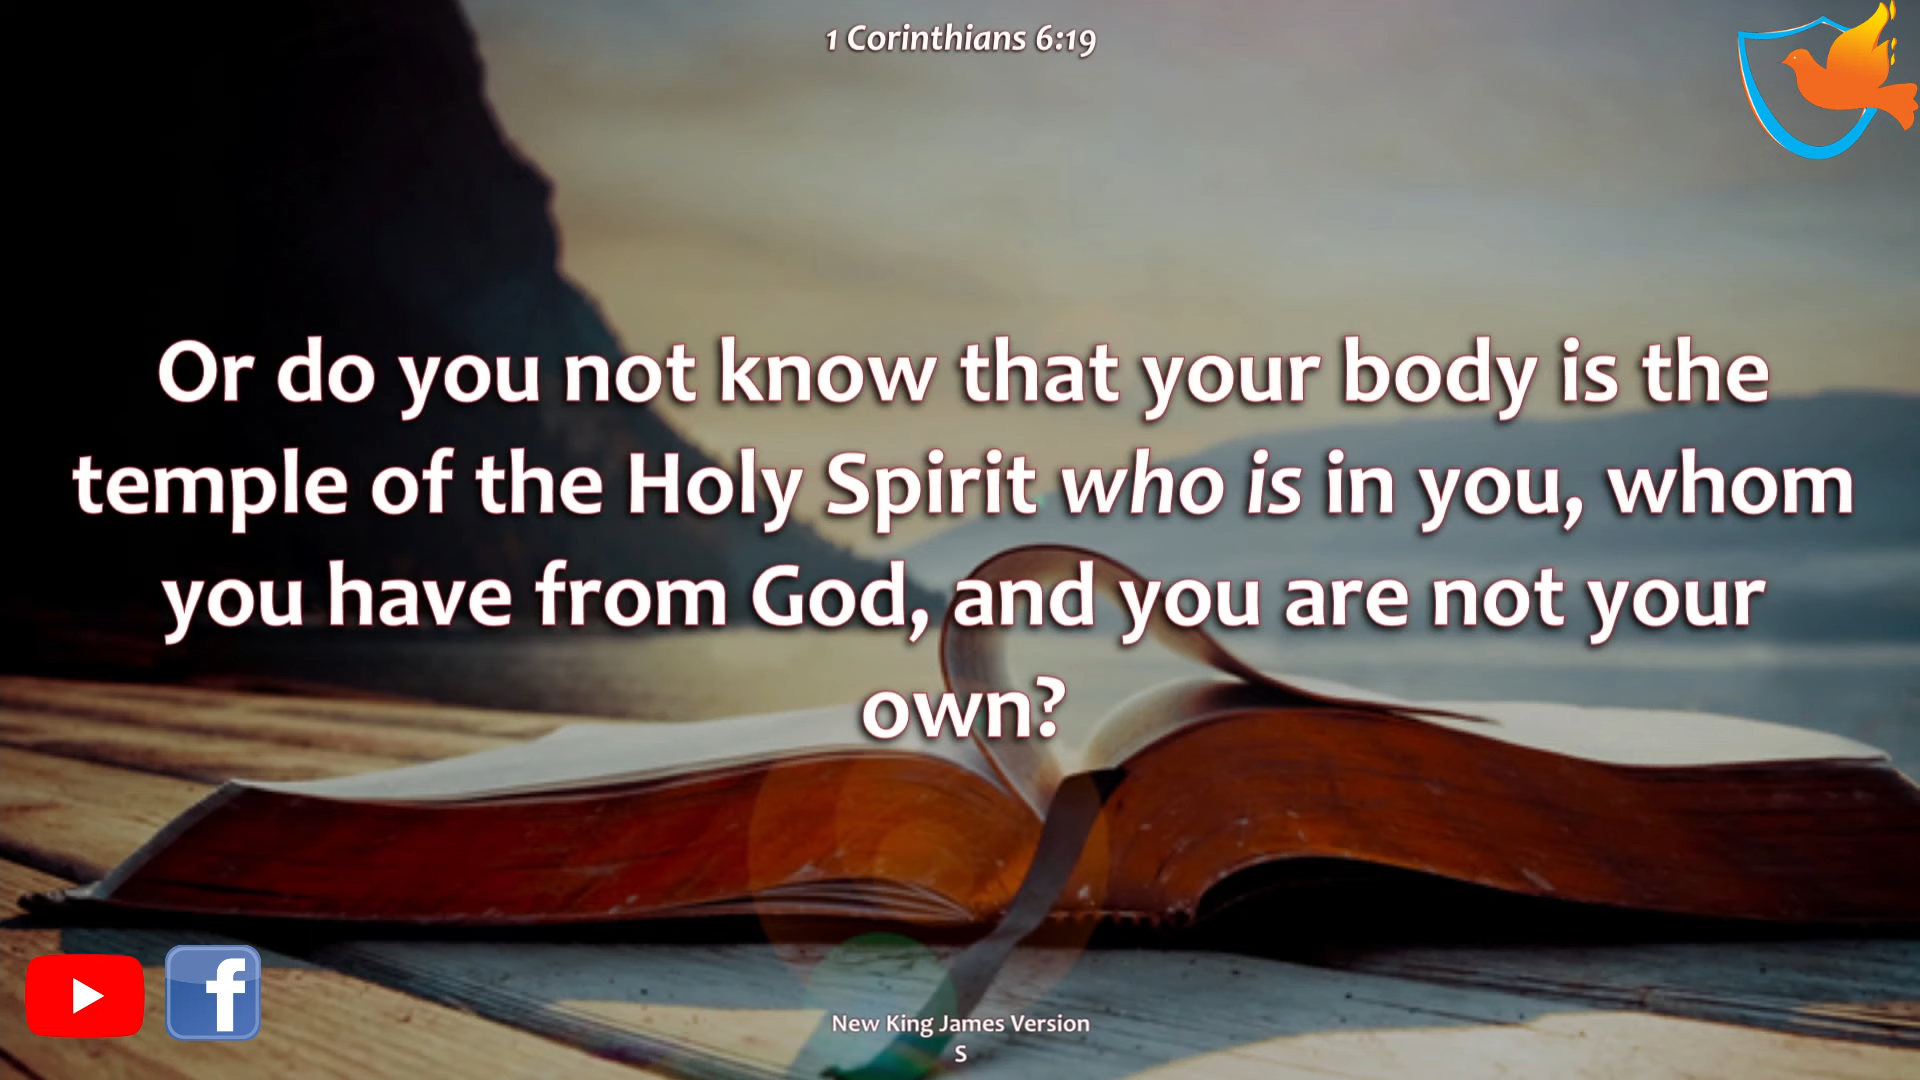 1 Corinthians 6:19
Or do you not know that your body is the
temple of the Holy Spirit who is in you, whom
you have from God, and you are not your
own?
f
New King James Version
S